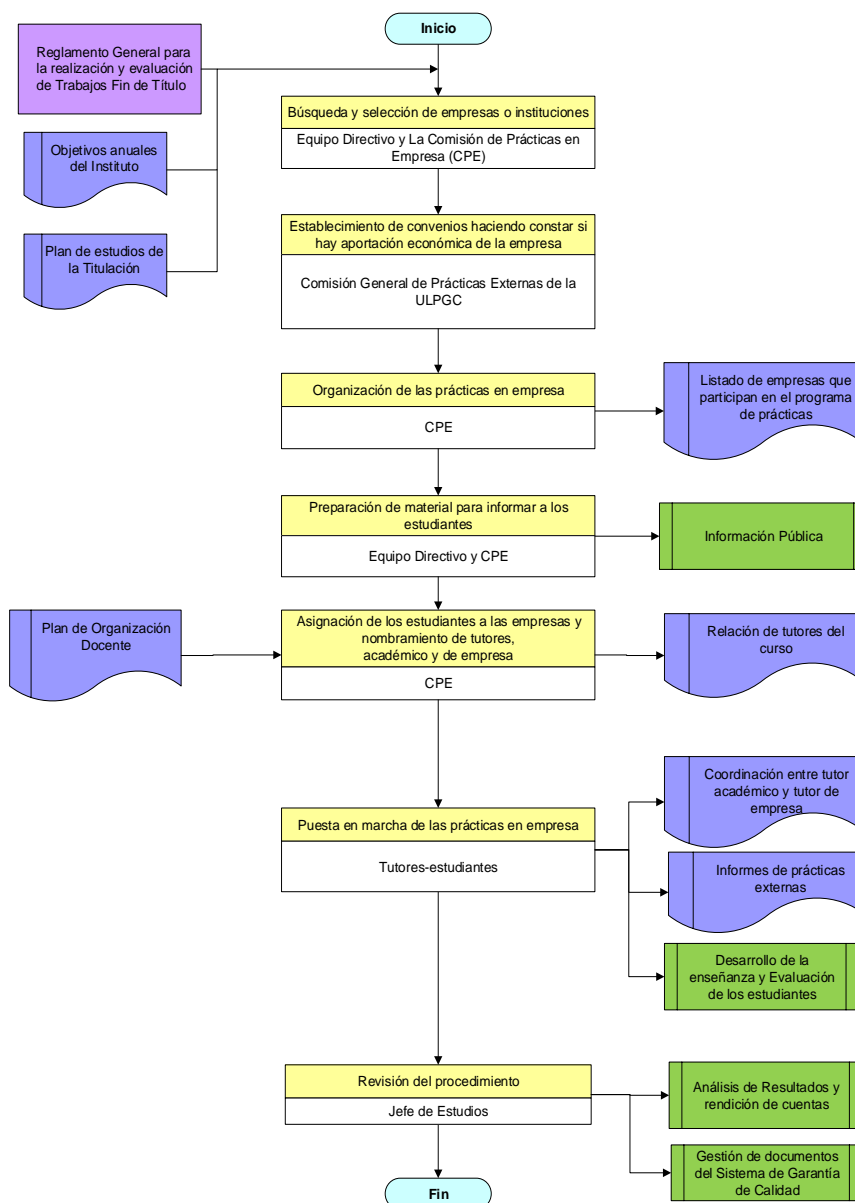 Inicio
Reglamento General para
la realización y evaluación
de Trabajos Fin de Título
Búsqueda y selección de empresas o instituciones
Equipo Directivo y La Comisión de Prácticas en
Empresa (CPE)
Objetivos anuales
del Instituto
Establecimiento de convenios haciendo constar si
hay aportación económica de la empresa
Plan de estudios de
la Titulación
Comisión General de Prácticas Externas de la
ULPGC
Organización de las prácticas en empresa
CPE
Listado de empresas que
participan en el programa
de prácticas
Preparación de material para informar a los
estudiantes
Equipo Directivo y CPE
Información Pública
Plan de Organización
Docente
Asignación de los estudiantes a las empresas y
nombramiento de tutores,
académico y de empresa
CPE
Relación de tutores del
curso
Coordinación entre tutor
académico y tutor de
empresa
Puesta en marcha de las prácticas en empresa
Tutores-estudiantes
Informes de prácticas
externas
Desarrollo de la
enseñanza y Evaluación
de los estudiantes
Revisión del procedimiento
Jefe de Estudios
Análisis de Resultados y
rendición de cuentas
Gestión de documentos
del Sistema de Garantía
de Calidad
Fin